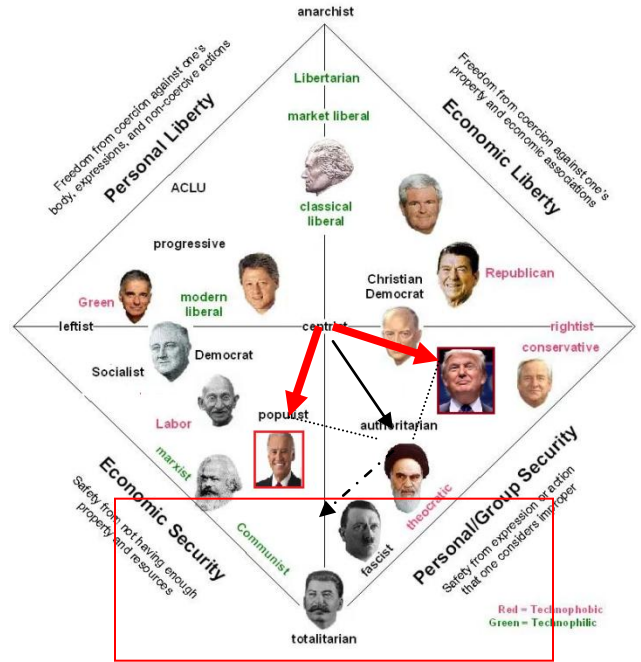 anarchist
Freedom from coercion against one's
body, expressions, and non-coercive actions
Personal Liberty
Freedom from coercion against one's
property and economic associations
Economic Liberty
Libertarian
market liberal
ACLU
classical
liberal
progressive
Christian
Democrat
Republican
Green
modern
liberal
leftist
centrist
rightist
conservative
Democrat
Socialist
populist
authoritarian
Labor
marxist
theocratic
Economic Security
Safety from not having enough
property and resources
Communist
fascist
Personal/Group Security
Safety from expression or action
that one considers improper
Red = Technophobic
Green = Technophilic
totalitarian